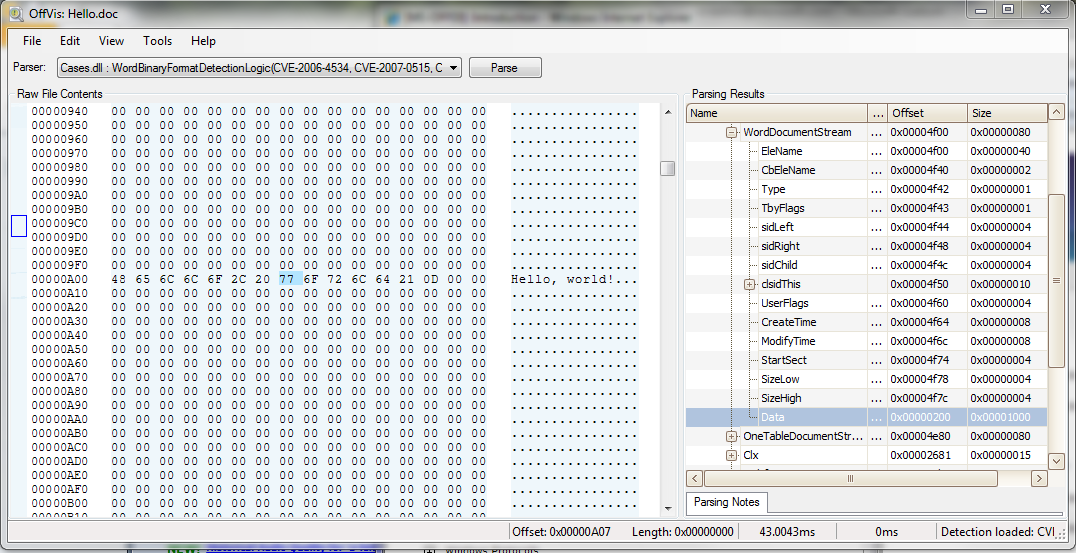 OffVis: Hello.doc
File Edit View Tools Help
Parser: Cases.dll : WordBinaryFormatDetectionLogic(CVE-2006-4534, CVE-2007-0515, C Parse
Raw File Contents
00000940 00 00 00 00 00 00 00 00 00 00 00 00 00 00 00 00 ................
00000950 00 00 00 00 00 00 00 00 00 00 00 00 00 00 00 00 ................
00000960 00 00 00 00 00 00 00 00 00 00 00 00 00 00 00 00 ................
00000970 00 00 00 00 00 00 00 00 00 00 00 00 00 00 00 00 ................
00000980 00 00 00 00 00 00 00 00 00 00 00 00 00 00 00 00 ................
00000990 00 00 00 00 00 00 00 00 00 00 00 00 00 00 00 00 ................
000009A0 00 00 00 00 00 00 00 00 00 00 00 00 00 00 00 00 ................
000009B0 00 00 00 00 00 00 00 00 00 00 00 00 00 00 00 00 ................
000009C0 00 00 00 00 00 00 00 00 00 00 00 00 00 00 00 00 ................
000009D0 00 00 00 00 00 00 00 00 00 00 00 00 00 00 00 00 ................
000009E0 00 00 00 00 00 00 00 00 00 00 00 00 00 00 00 00 ................
000009F0 00 00 00 00 00 00 00 00 00 00 00 00 00 00 00 00 ................
00000A00 48 65 6C 6C 6F 2C 20 77 6F 72 6C 64 21 0D 00 00 Hello, world!...
00000A10 00 00 00 00 00 00 00 00 00 00 00 00 00 00 00 00 ................
00000A20 00 00 00 00 00 00 00 00 00 00 00 00 00 00 00 00 ................
00000A30 00 00 00 00 00 00 00 00 00 00 00 00 00 00 00 00 ................
00000A40 00 00 00 00 00 00 00 00 00 00 00 00 00 00 00 00 ................
00000A50 00 00 00 00 00 00 00 00 00 00 00 00 00 00 00 00 ................
00000A60 00 00 00 00 00 00 00 00 00 00 00 00 00 00 00 00 ................
00000A70 00 00 00 00 00 00 00 00 00 00 00 00 00 00 00 00 ................
00000A80 00 00 00 00 00 00 00 00 00 00 00 00 00 00 00 00 ................
00000A90 00 00 00 00 00 00 00 00 00 00 00 00 00 00 00 00 ................
00000AA0 00 00 00 00 00 00 00 00 00 00 00 00 00 00 00 00 ................
00000AB0 00 00 00 00 00 00 00 00 00 00 00 00 00 00 00 00 ................
00000AC0 00 00 00 00 00 00 00 00 00 00 00 00 00 00 00 00 ................
00000AD0 00 00 00 00 00 00 00 00 00 00 00 00 00 00 00 00 ................
00000AE0 00 00 00 00 00 00 00 00 00 00 00 00 00 00 00 00 ................
00000AF0 00 00 00 00 00 00 00 00 00 00 00 00 00 00 00 00 ................
00000B00 00 00 00 00 00 00 00 00 00 00 00 00 00 00 00 00 ................
00000B10 00 00 00 00 00 00 00 00 00 00 00 00 00 00 00 00 ................
Parsing Results
Name ... Offset Size
WordDocumentStream ... 0x00004f00 0x00000080
EleName ... 0x00004f00 0x00000040
CbEleName ... 0x00004f40 0x00000002
Type ... 0x00004f42 0x00000001
TbyFlags ... 0x00004f43 0x00000001
sidLeft ... 0x00004f44 0x00000004
sidRight ... 0x00004f48 0x00000004
sidChild ... 0x00004f4c 0x00000004
clsidThis ... 0x00004f50 0x00000010
UserFlags ... 0x00004f60 0x00000004
CreateTime ... 0x00004f64 0x00000008
ModifyTime ... 0x00004f6c 0x00000008
StartSect ... 0x00004f74 0x00000004
SizeLow ... 0x00004f78 0x00000004
SizeHigh ... 0x00004f7c 0x00000004
Data ... 0x00000200 0x00001000
OneTableDocumentStr... ... 0x00004e80 0x00000080
Clx ... 0x00002681 0x00000015
Parsing Notes
Offset: 0x00000A07 Length: 0x00000000 43.0043ms 0ms Detection loaded: CVI